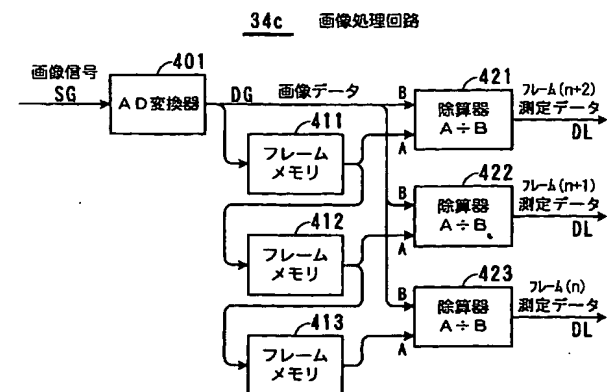 34c 画像処理回路
画像信号
SG
401
AD変換器
DG 画像データ
411
フレーム
メモリ
412
フレーム
メモリ
413
フレーム
メモリ
B
A
421
除算器
A÷B
フレーム(n+2)
測定データ
DL
B
A
422
除算器
A÷B
フレーム(n+1)
測定データ
DL
B
A
423
除算器
A÷B
フレーム(n)
測定データ
DL